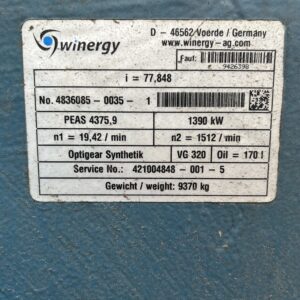 winergy
D - 46562 Voerde / Germany
www.winergy-ag.com
Fauf: 9426398
i = 77,848
No. 4836085 - 0035 - 1
PEAS 4375,9 1390 kW
n1 = 19,42 / min n2 = 1512 / min
Optigear Synthetik VG 320 Oil = 170 l
Service No.: 421004848 - 001 - 5
Gewicht / weight: 9370 kg